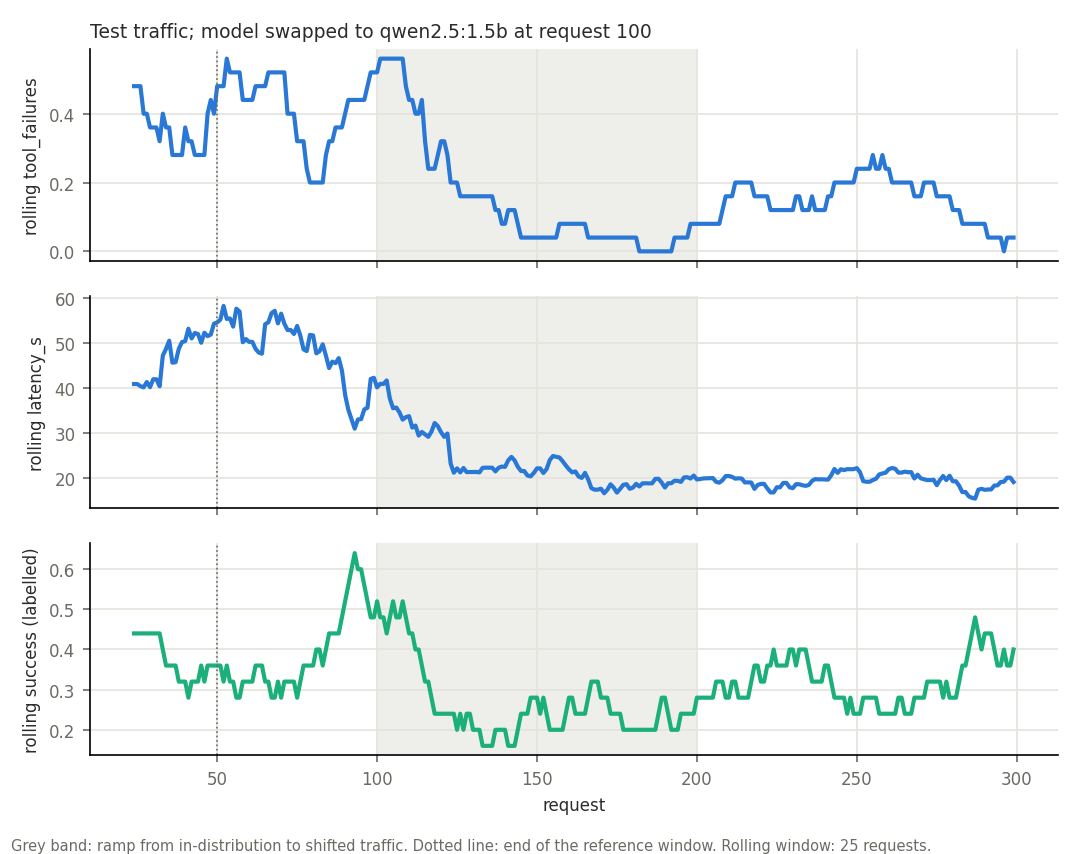 Test traffic; model swapped to qwen2.5:1.5b at request 100
rolling tool_failures
0.4
0.2
0.0
rolling latency_s
60
50
40
30
20
rolling success (labelled)
0.6
0.5
0.4
0.3
0.2
50 100 150 200 250 300
request
Grey band: ramp from in-distribution to shifted traffic. Dotted line: end of the reference window. Rolling window: 25 requests.